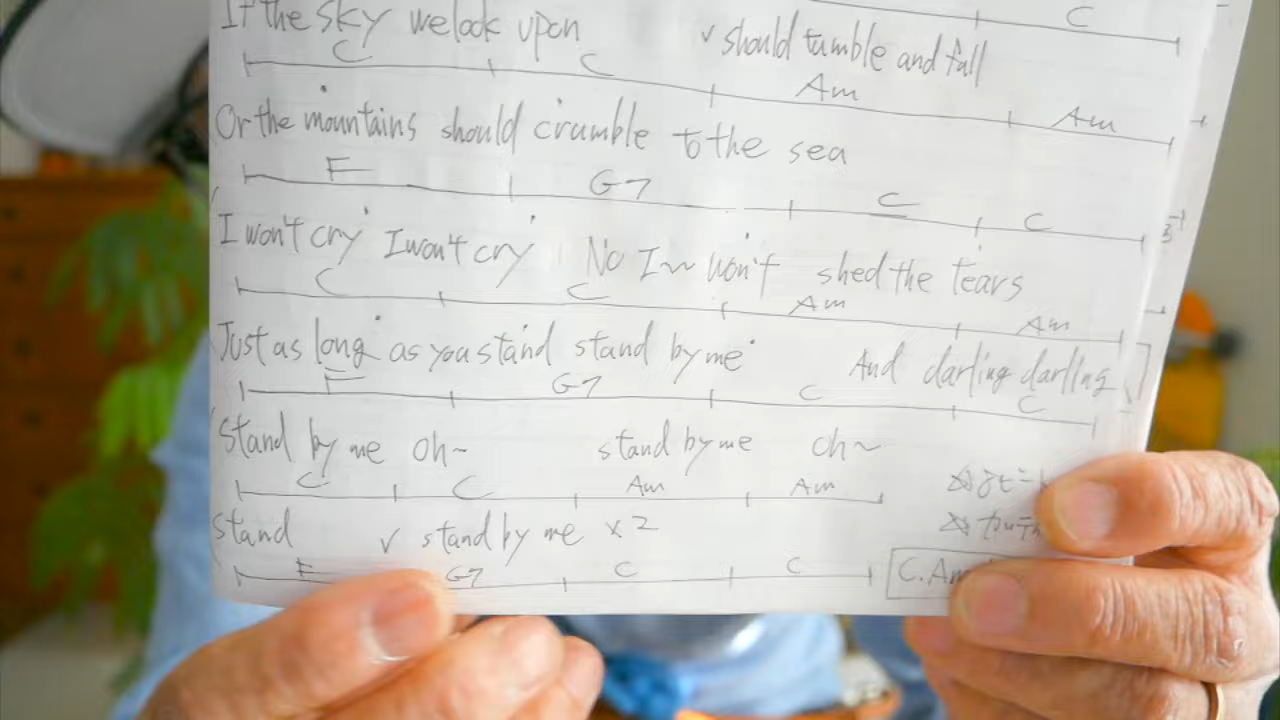 C
If the sky we look upon ✓ should tumble and fall
C C Am Am
Or the mountains should crumble to the sea
F G7 C C
I won't cry I won't cry No I~ won't shed the tears
C C Am Am
Just as long as you stand stand by me And darling darling
F G7 C C
Stand by me oh~ stand by me oh~
C C Am Am
Stand ✓ stand by me x2
F G7 C C
C. Am